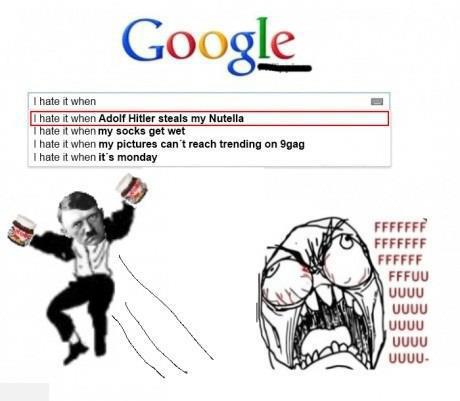 Google
I hate it when
I hate it when Adolf Hitler steals my Nutella
I hate it when my socks get wet
I hate it when my pictures can´t reach trending on 9gag
I hate it when it´s monday
FFFFFFF
FFFFFFF
FFFFFF
FFFUU
UUUU
UUUU
UUUU
UUUU
UUUU-